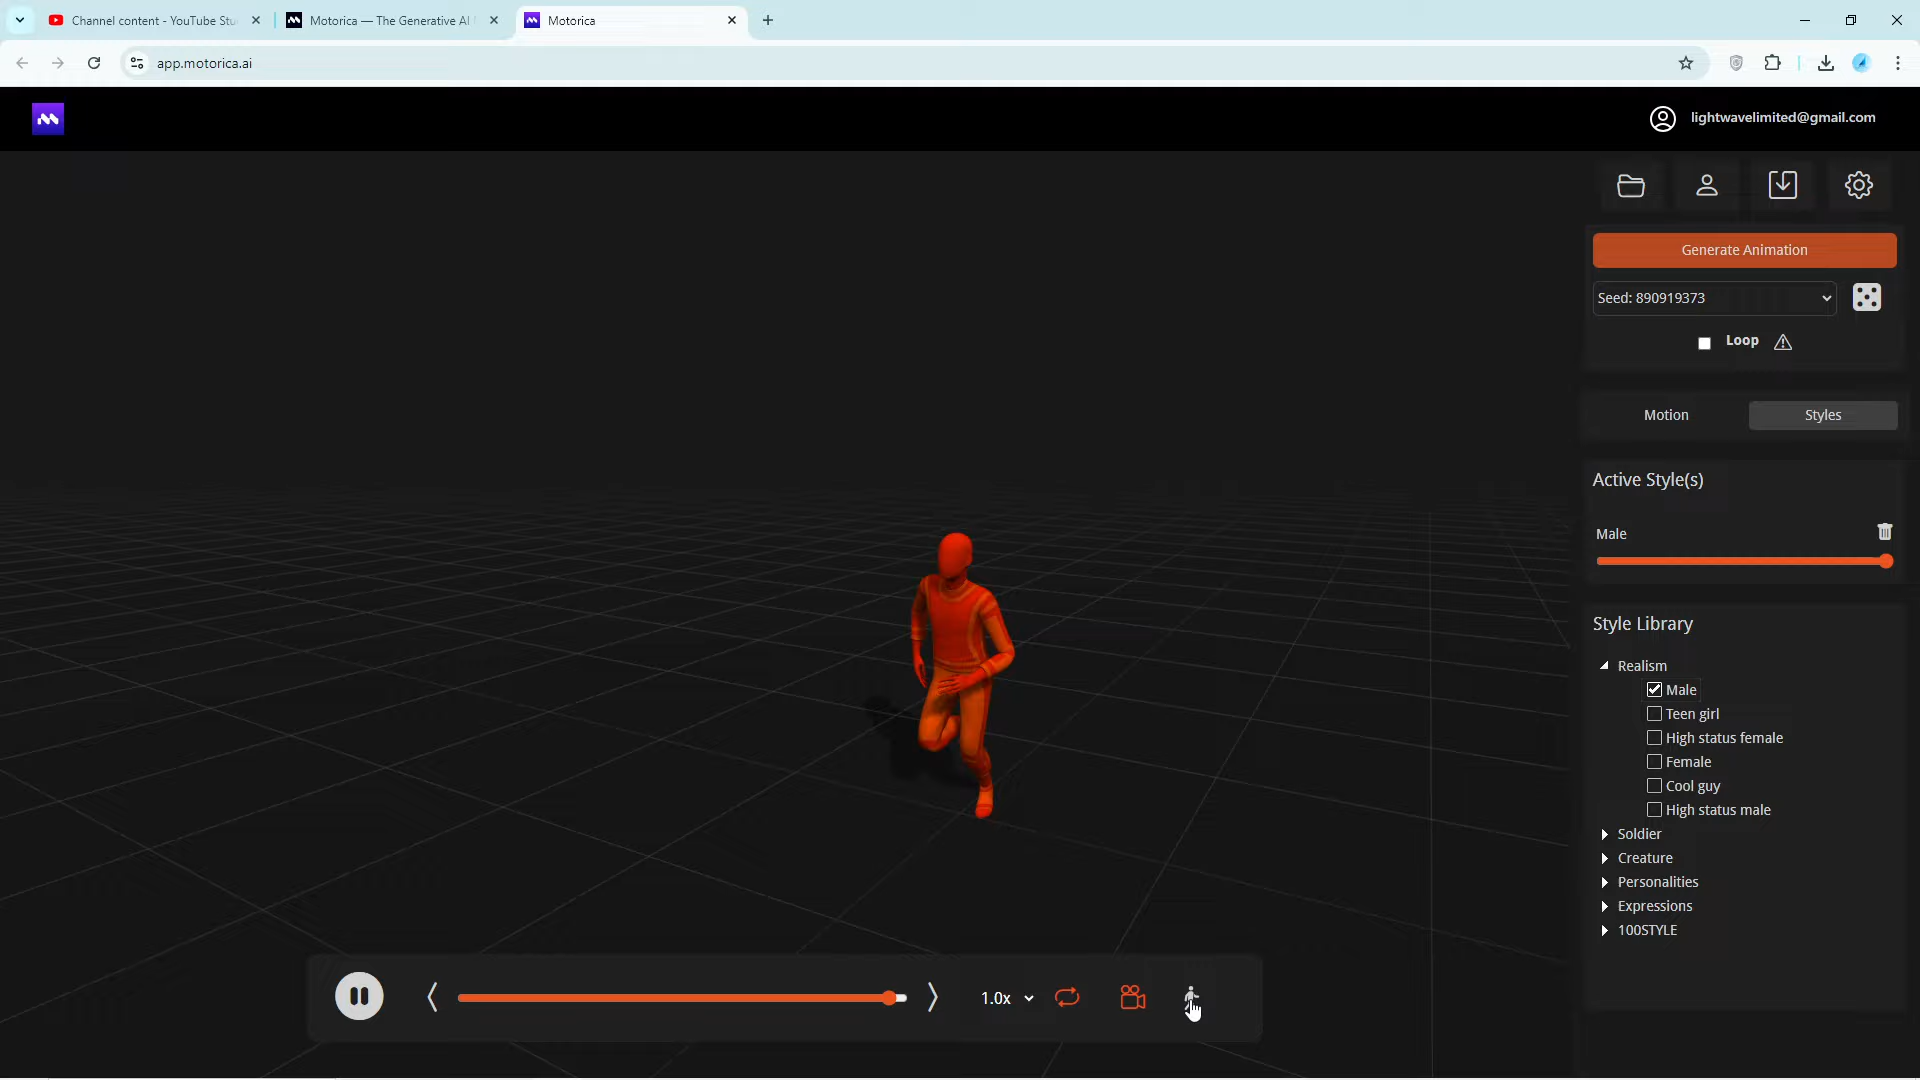 Channel content - YouTube Stu
Motorica — The Generative AI
Motorica
app.motorica.ai
lightwavelimited@gmail.com
Generate Animation
Seed: 890919373
Loop
Motion
Styles
Active Style(s)
Male
Style Library
Realism
Male
Teen girl
High status female
Female
Cool guy
High status male
Soldier
Creature
Personalities
Expressions
100STYLE
1.0x